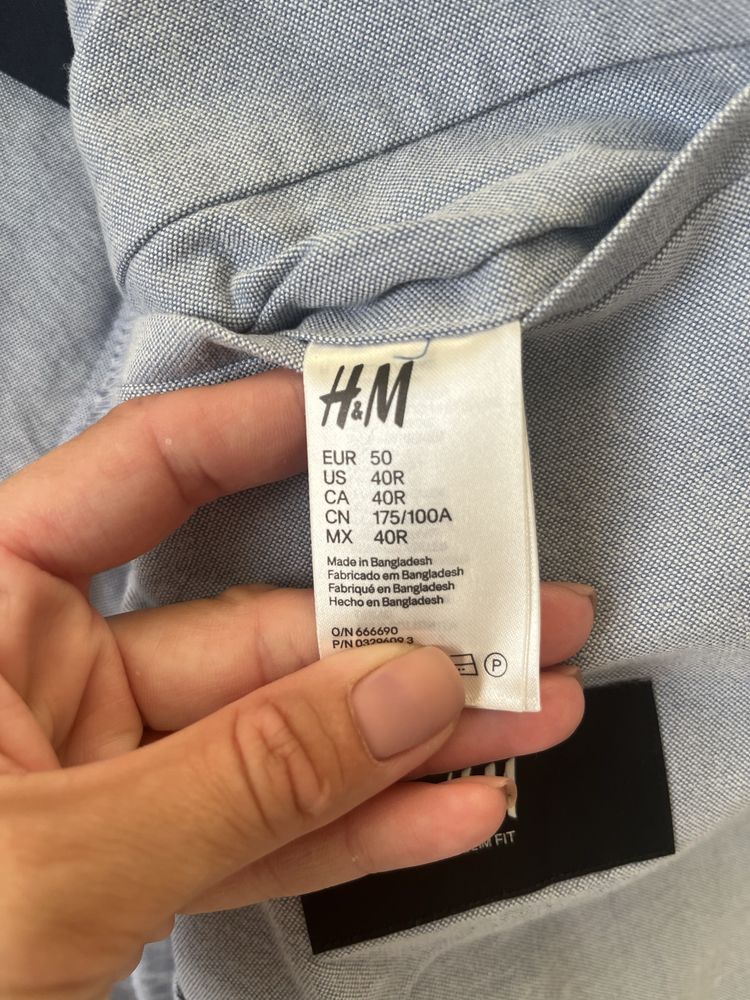 H&M
EUR 50
US 40R
CA 40R
CN 175/100A
MX 40R
Made in Bangladesh
Fabricado em Bangladesh
Fabriqué en Bangladesh
Hecho en Bangladesh
O/N 666690
P/N
P
FIT